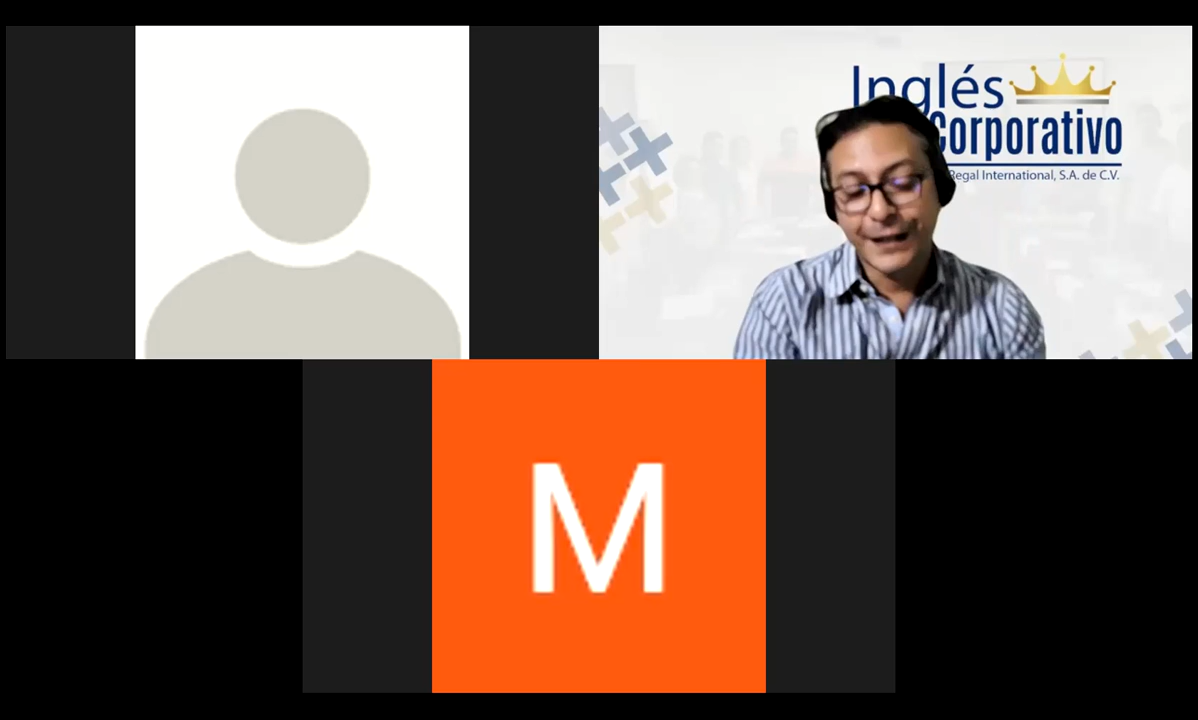 Inglés
Corporativo
Regal International, S.A. de C.V.
M